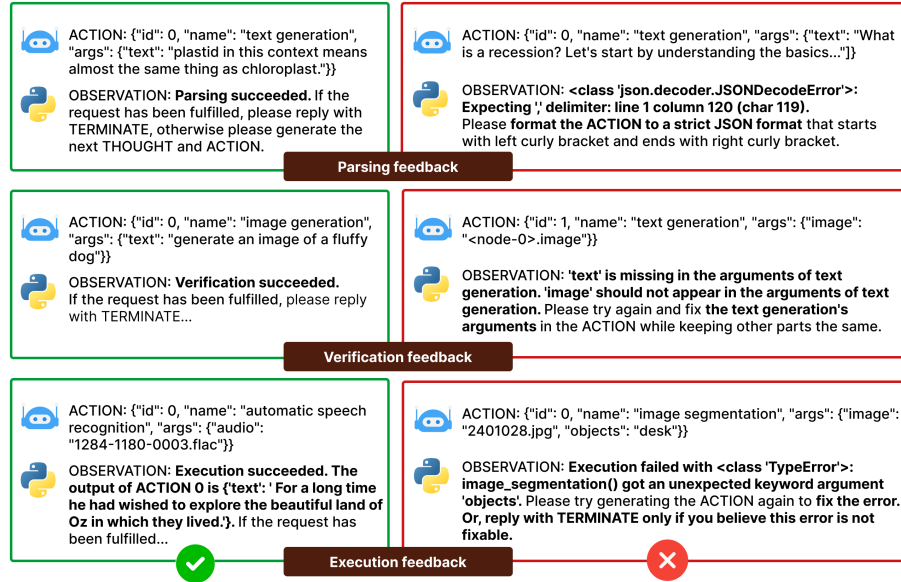 ACTION: {"id": 0, "name": "text generation",
"args": {"text": "plastid in this context means
almost the same thing as chloroplast."}}
OBSERVATION: Parsing succeeded. If the
request has been fulfilled, please reply with
TERMINATE, otherwise please generate the
next THOUGHT and ACTION.
ACTION: {"id": 0, "name": "text generation", "args": {"text": "What
is a recession? Let's start by understanding the basics..."]}
OBSERVATION: <class 'json.decoder.JSONDecodeError'>:
Expecting ',' delimiter: line 1 column 120 (char 119).
Please format the ACTION to a strict JSON format that starts
with left curly bracket and ends with right curly bracket.
Parsing feedback
ACTION: {"id": 0, "name": "image generation",
"args": {"text": "generate an image of a fluffy
dog"}}
OBSERVATION: Verification succeeded.
If the request has been fulfilled, please reply
with TERMINATE...
ACTION: {"id": 1, "name": "text generation", "args": {"image":
"<node-0>.image"}}
OBSERVATION: 'text' is missing in the arguments of text
generation. 'image' should not appear in the arguments of text
generation. Please try again and fix the text generation's
arguments in the ACTION while keeping other parts the same.
Verification feedback
ACTION: {"id": 0, "name": "automatic speech
recognition", "args": {"audio":
"1284-1180-0003.flac"}}
OBSERVATION: Execution succeeded. The
output of ACTION 0 is {'text': ' For a long time
he had wished to explore the beautiful land of
Oz in which they lived.'}. If the request has
been fulfilled...
ACTION: {"id": 0, "name": "image segmentation", "args": {"image":
"2401028.jpg", "objects": "desk"}}
OBSERVATION: Execution failed with <class 'TypeError'>:
image_segmentation() got an unexpected keyword argument
'objects'. Please try generating the ACTION again to fix the error.
Or, reply with TERMINATE only if you believe this error is not
fixable.
Execution feedback